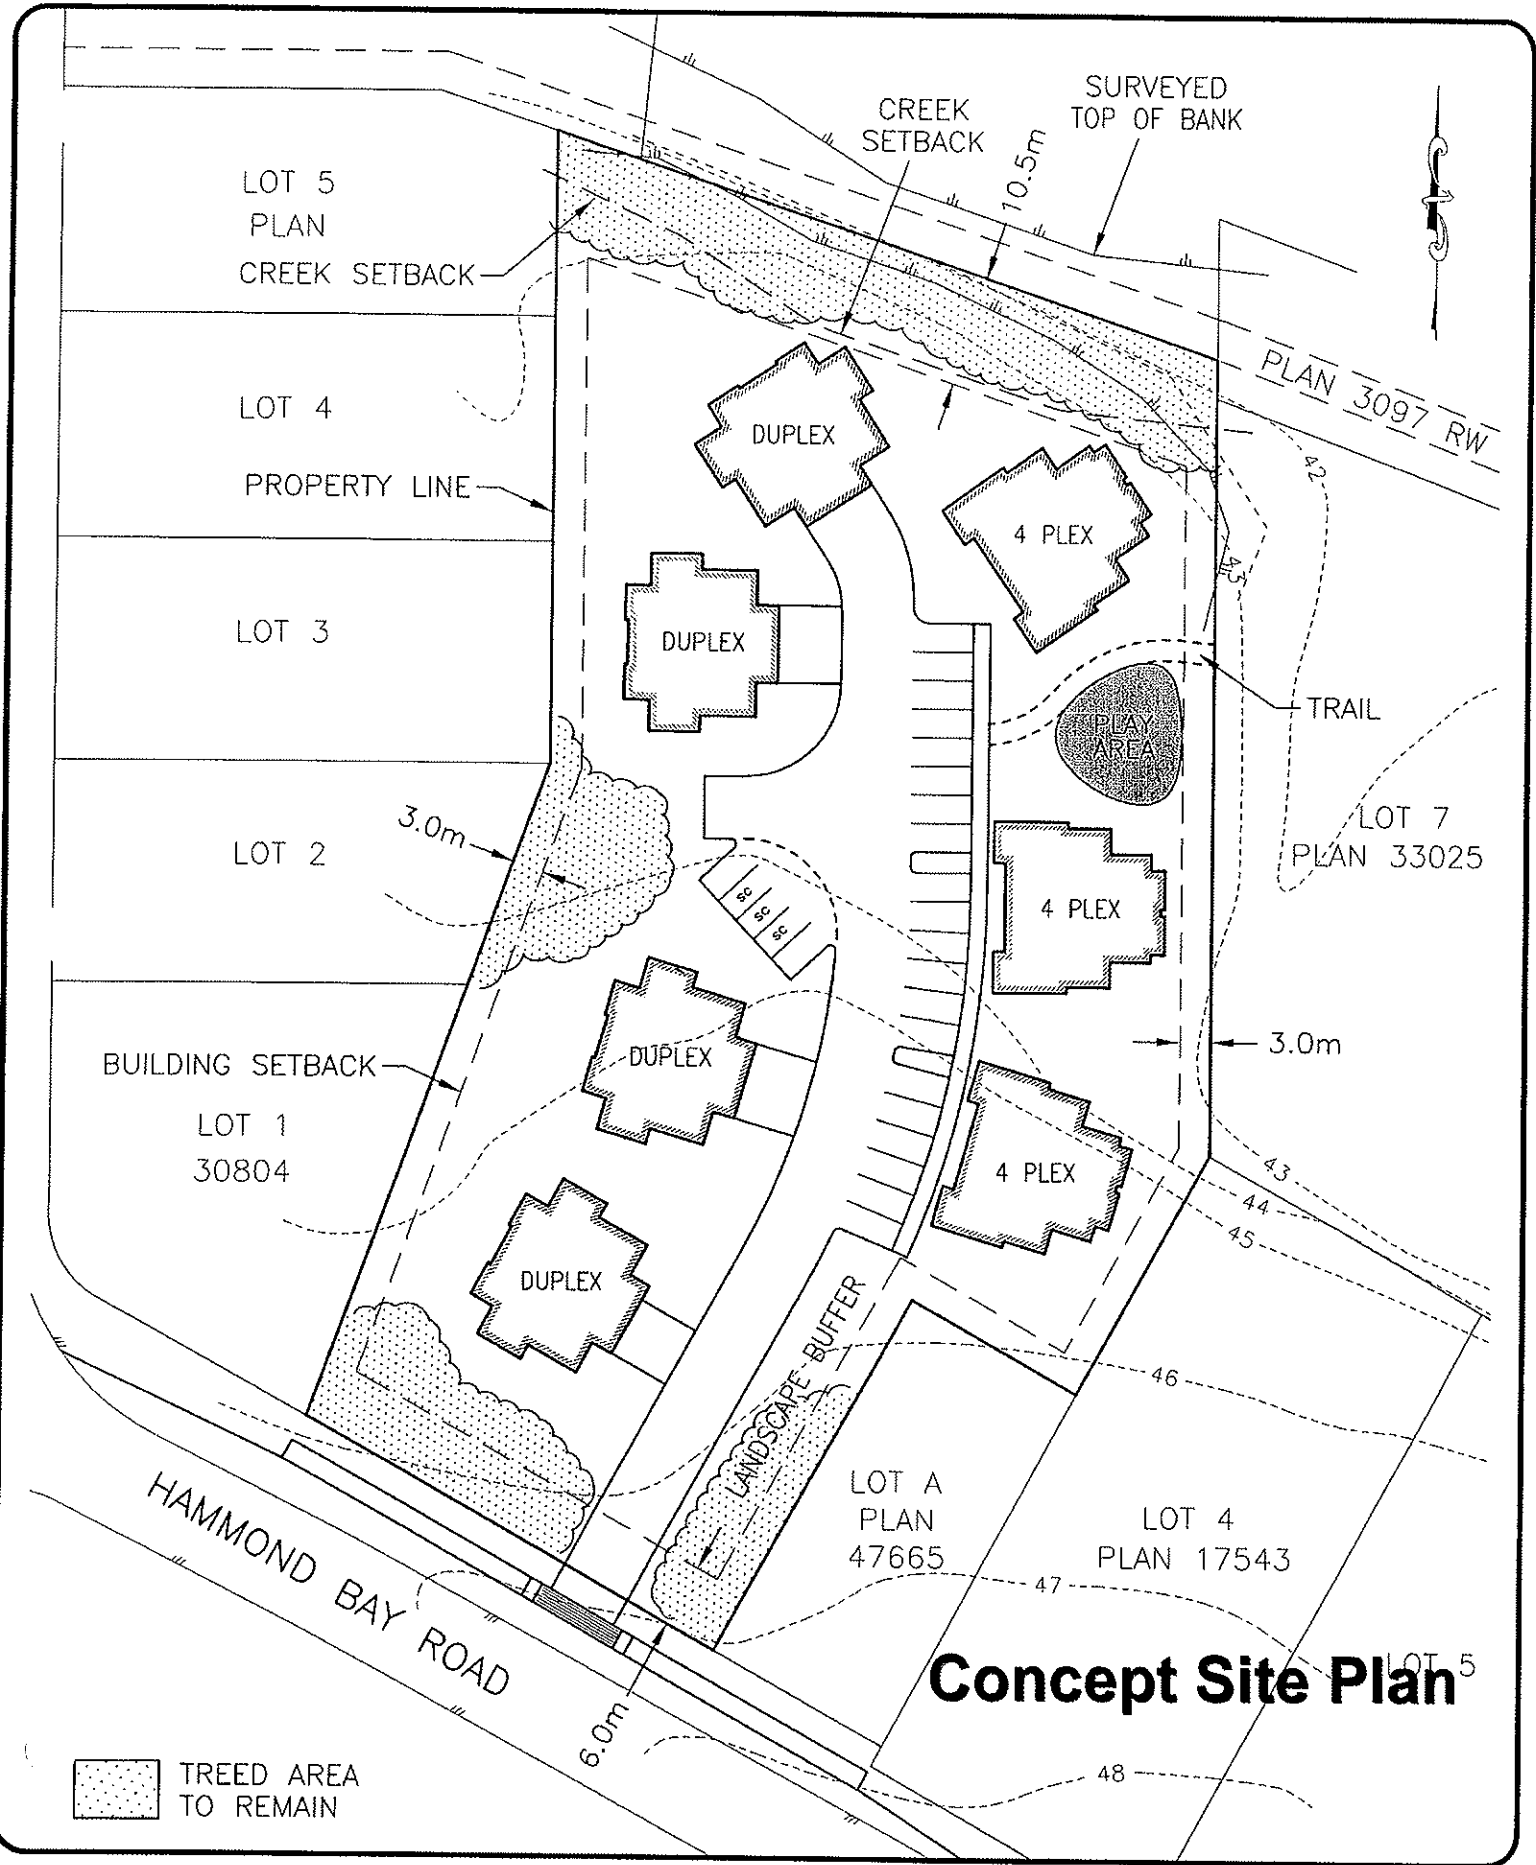 SURVEYED
TOP OF BANK
CREEK
SETBACK
10.5m
LOT 5
PLAN
CREEK SETBACK
PLAN 3097 RW
LOT 4
DUPLEX
42
PROPERTY LINE
4 PLEX
43
LOT 3
DUPLEX
TRAIL
PLAY
AREA
3.0m
LOT 2
LOT 7
PLAN 33025
SC
SC
SC
4 PLEX
3.0m
BUILDING SETBACK
DUPLEX
LOT 1
30804
4 PLEX
43
44
45
DUPLEX
LANDSCAPE BUFFER
46
HAMMOND BAY ROAD
LOT A
PLAN
47665
LOT 4
PLAN 17543
47
LOT 5
Concept Site Plan
6.0m
48
TREED AREA
TO REMAIN